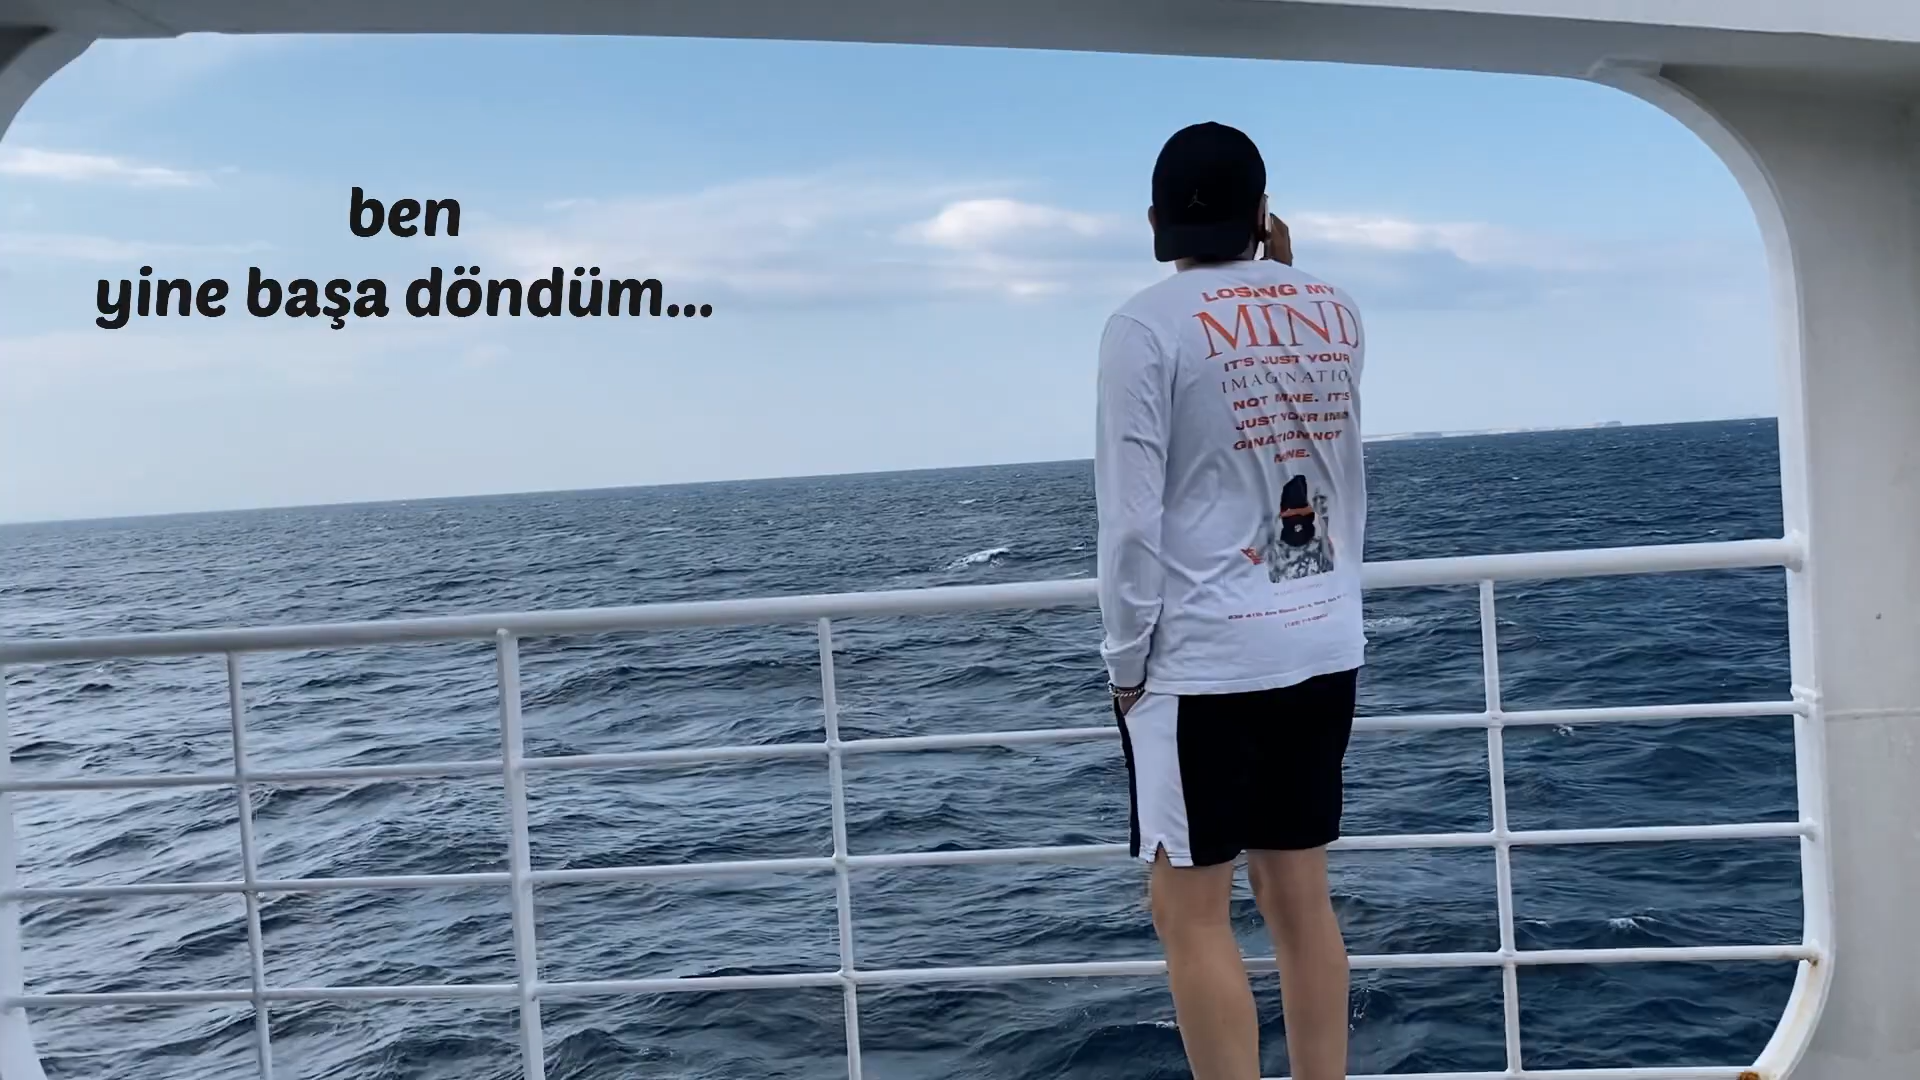 ben
yine başa döndüm...
LOSING MY
MIND
IT'S JUST YOUR
IMAGINATIO
NOT MINE. IT'S
JUST YOUR IMA
GINATION NOT
MINE.